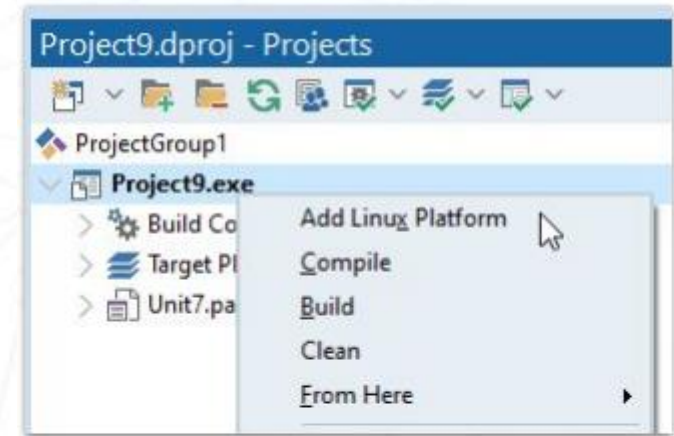 Project9.dproj - Projects
ProjectGroup1
Project9.exe
Add Linux Platform
Build Co
Compile
Target Pl
Build
Unit7.pa
Clean
From Here